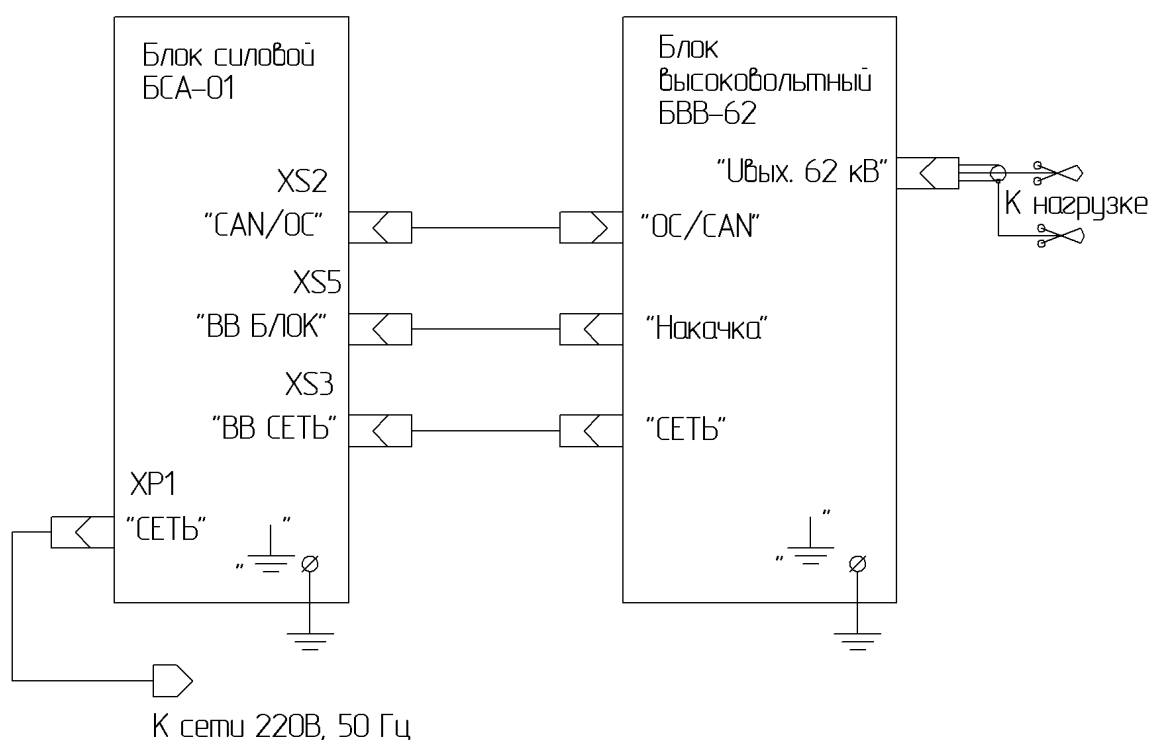 Блок силовой
БСА-01
XS2
"CAN/ОС"
XS5
"ВВ БЛОК"
XS3
"ВВ СЕТЬ"
XP1
"СЕТЬ"
"
"
К сети 220В, 50 Гц
Блок
высоковольтный
БВВ-62
"Uвых. 62 кВ"
К нагрузке
"ОС/CAN"
"Накачка"
"СЕТЬ"
"
"